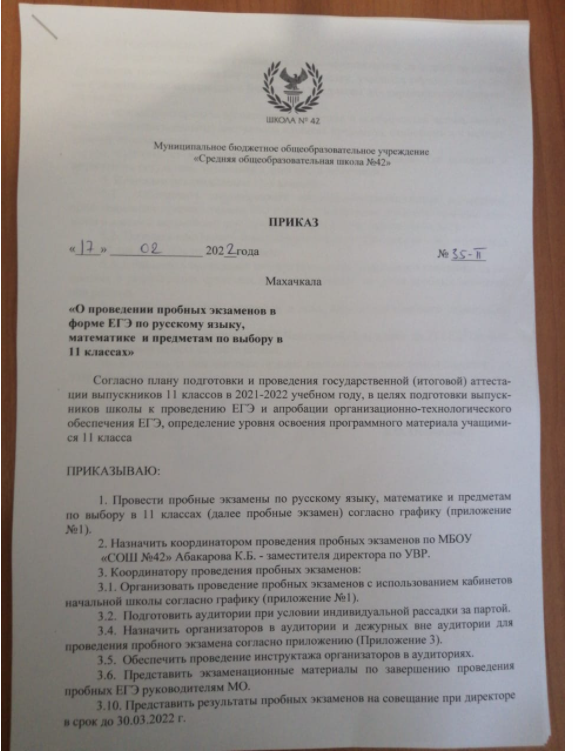 ШКОЛА № 42
Муниципальное бюджетное общеобразовательное учреждение
«Средняя общеобразовательная школа №42»
ПРИКАЗ
«17» 02 2022года № 35-II
Махачкала
«О проведении пробных экзаменов в
форме ЕГЭ по русскому языку,
математике и предметам по выбору в
11 классах»
Согласно плану подготовки и проведения государственной (итоговой) аттеста-
ции выпускников 11 классов в 2021-2022 учебном году, в целях подготовки выпуск-
ников школы к проведению ЕГЭ и апробации организационно-технологического
обеспечения ЕГЭ, определение уровня освоения программного материала учащими-
ся 11 класса
ПРИКАЗЫВАЮ:
1. Провести пробные экзамены по русскому языку, математике и предметам
по выбору в 11 классах (далее пробные экзамен) согласно графику (приложение
№1).
2. Назначить координатором проведения пробных экзаменов по МБОУ
«СОШ №42» Абакарова К.Б. - заместителя директора по УВР.
3. Координатору проведения пробных экзаменов:
3.1. Организовать проведение пробных экзаменов с использованием кабинетов
начальной школы согласно графику (приложение №1).
3.2. Подготовить аудитории при условии индивидуальной рассадки за партой.
3.4. Назначить организаторов в аудитории и дежурных вне аудитории для
проведения пробного экзамена согласно приложению (Приложение 3).
3.5. Обеспечить проведение инструктажа организаторов в аудиториях.
3.6. Представить экзаменационные материалы по завершению проведения
пробных ЕГЭ руководителям МО.
3.10. Представить результаты пробных экзаменов на совещание при директоре
в срок до 30.03.2022 г.